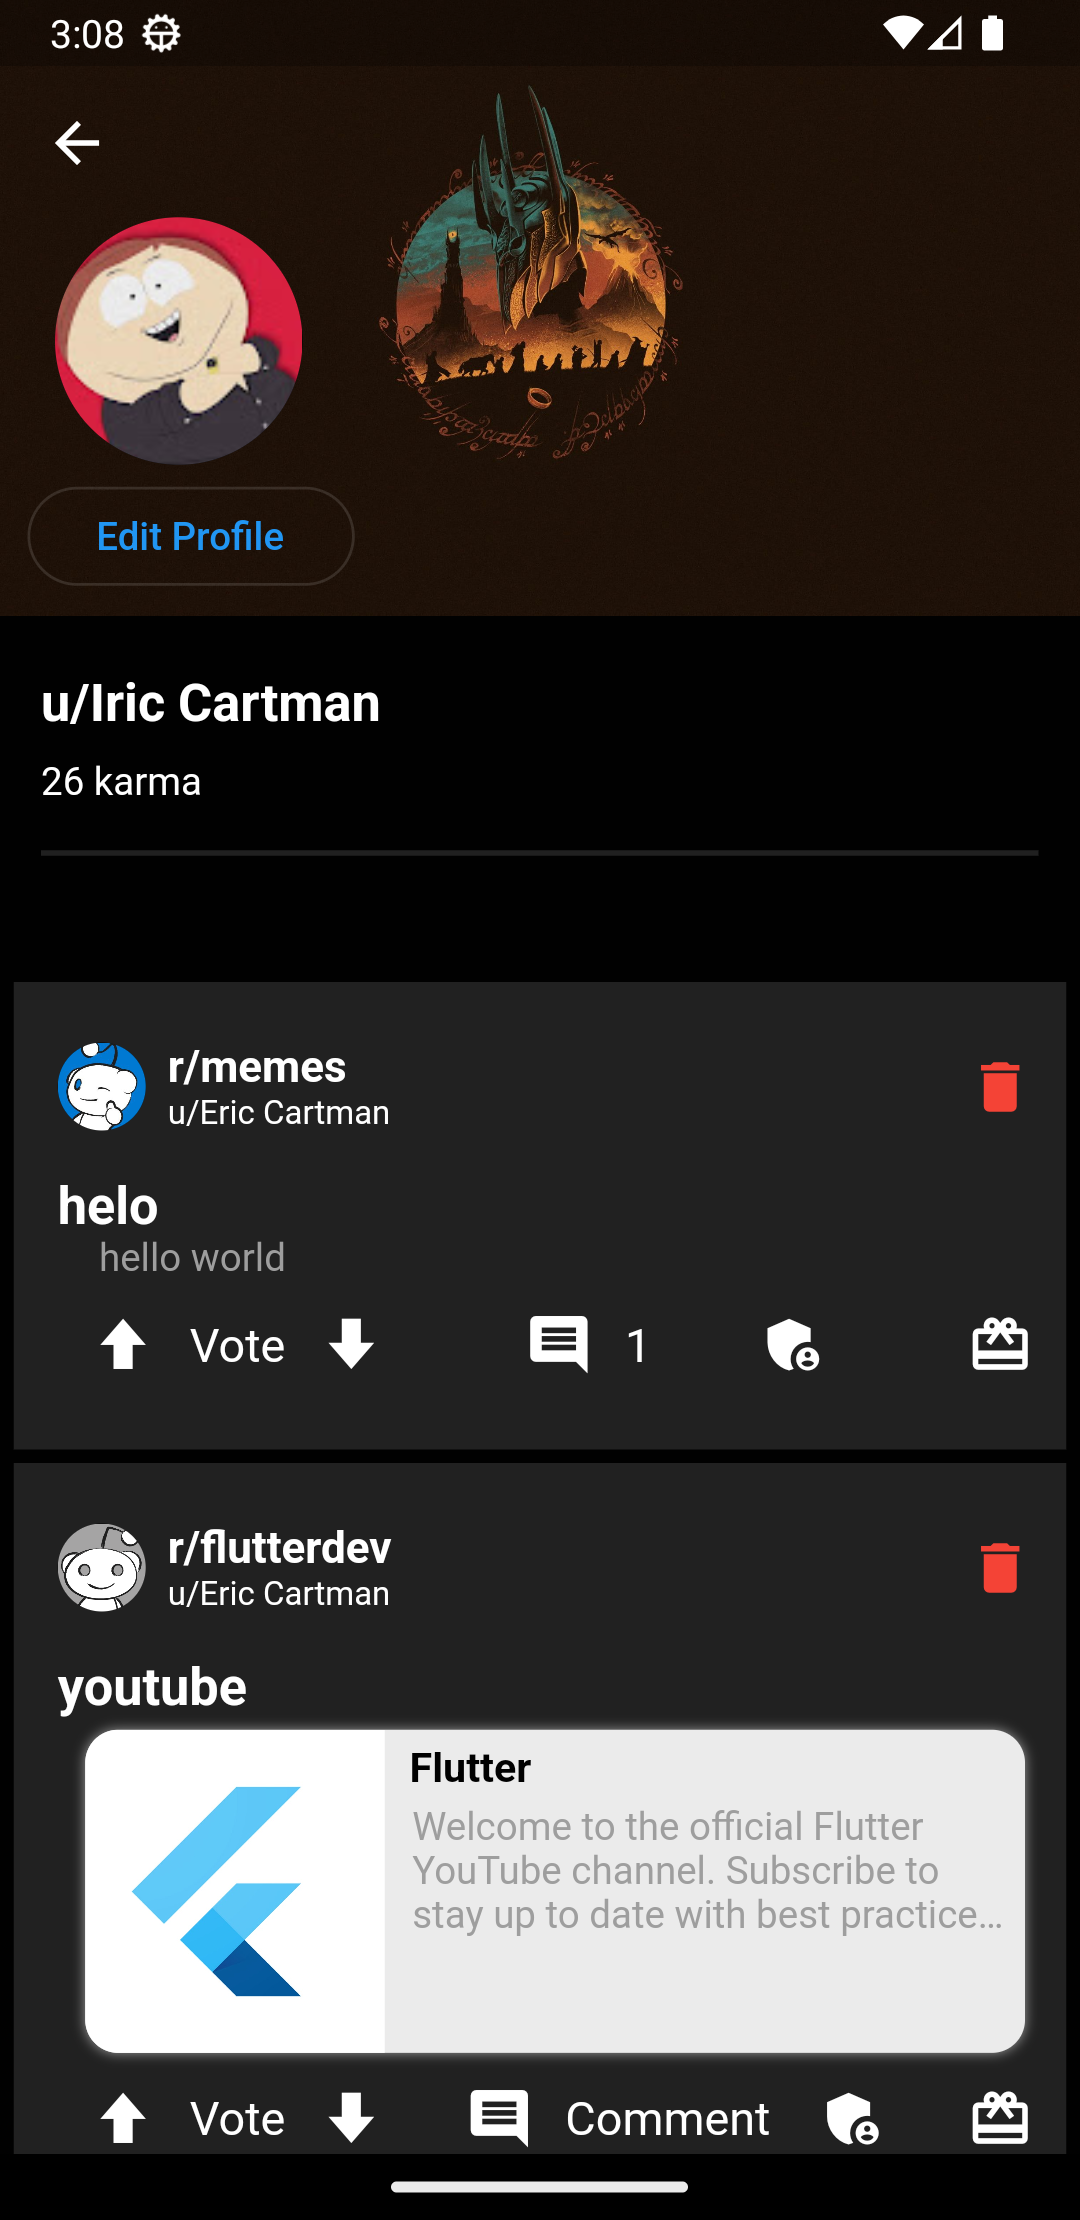 3:08
Edit Profile
u/Iric Cartman
26 karma
r/memes
u/Eric Cartman
helo
hello world
Vote
1
r/flutterdev
u/Eric Cartman
youtube
Flutter
Welcome to the official Flutter
YouTube channel. Subscribe to
stay up to date with best practice...
Vote
Comment